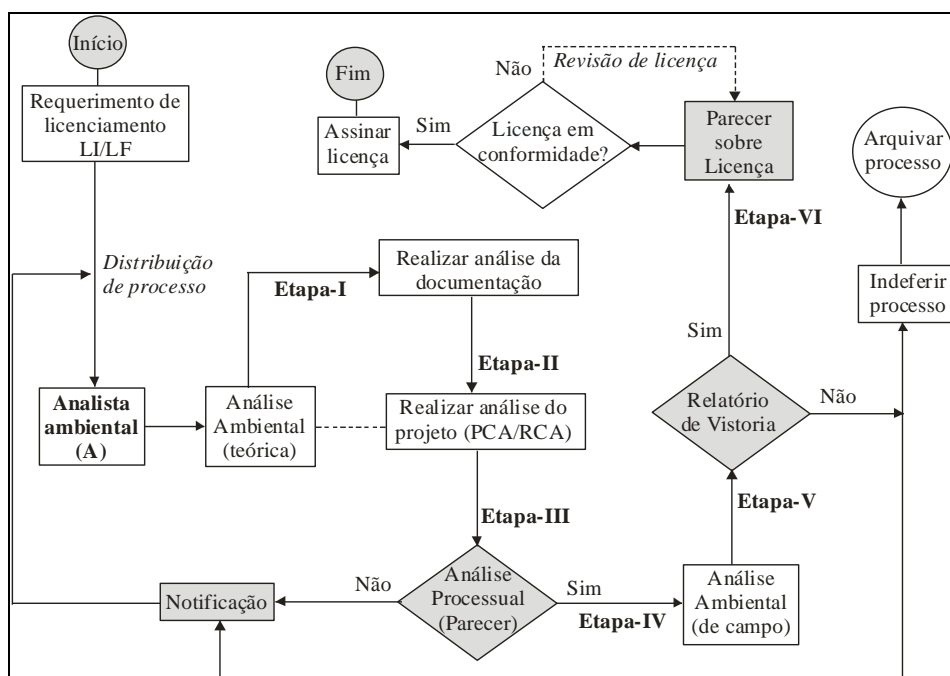 Início
Requerimento de
licenciamento
LI/LF
Distribuição
de processo
Analista
ambiental
(A)
Análise
Ambiental
(teórica)
Etapa-I
Realizar análise da
documentação
Etapa-II
Realizar análise do
projeto (PCA/RCA)
Etapa-III
Análise
Processual
(Parecer)
Não
Notificação
Sim
Etapa-IV
Análise
Ambiental
(de campo)
Etapa-V
Relatório
de Vistoria
Não
Indeferir
processo
Arquivar
processo
Sim
Etapa-VI
Parecer
sobre
Licença
Revisão de licença
Não
Licença em
conformidade?
Sim
Assinar
licença
Fim